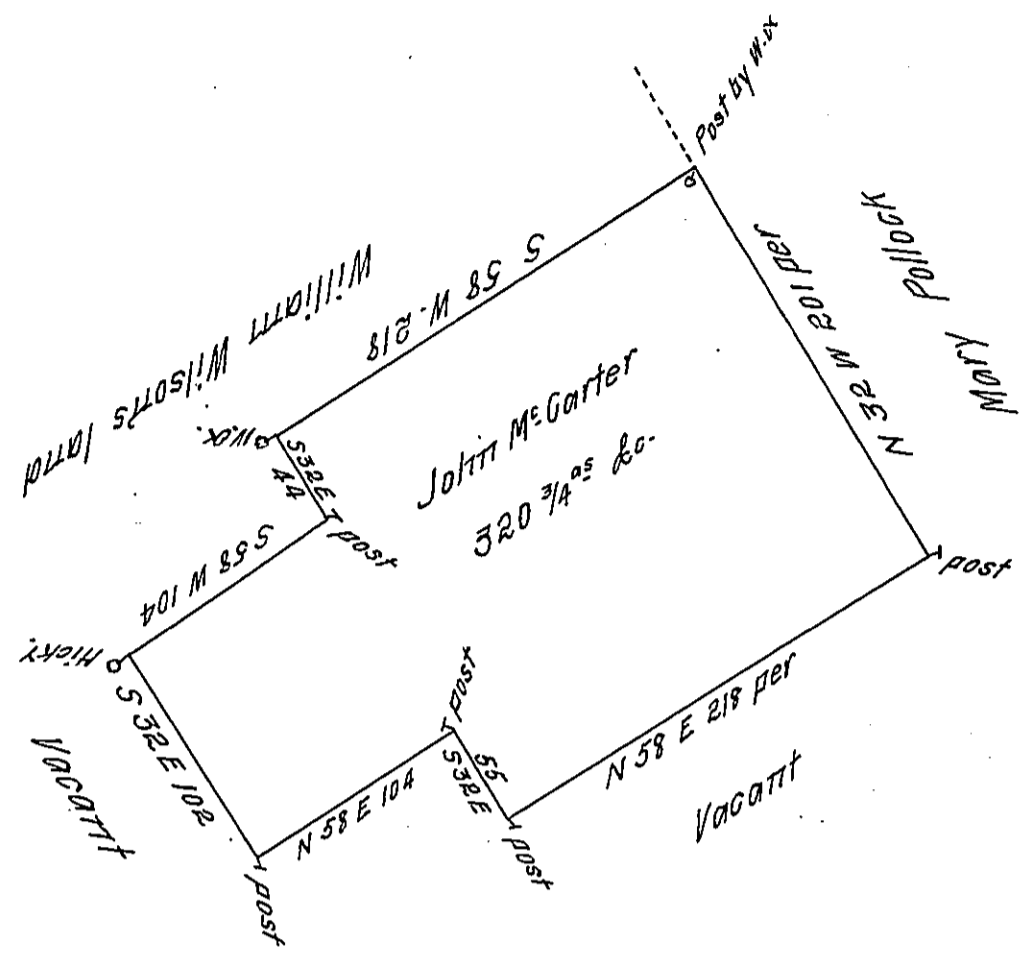 Post by W.o
S 58 W. 218
William Wilson's land
N 32 W 201 per
Mary Pollock
John McCarter
320 3/4 as &c.
W.o.
S 32 E
44
post
S 58 W 104
Hicky.
S 32 E 102
Vacant
post
N 58 E 104
post
55
S 32 E
post
N 58 E 218 per
Vacant
post